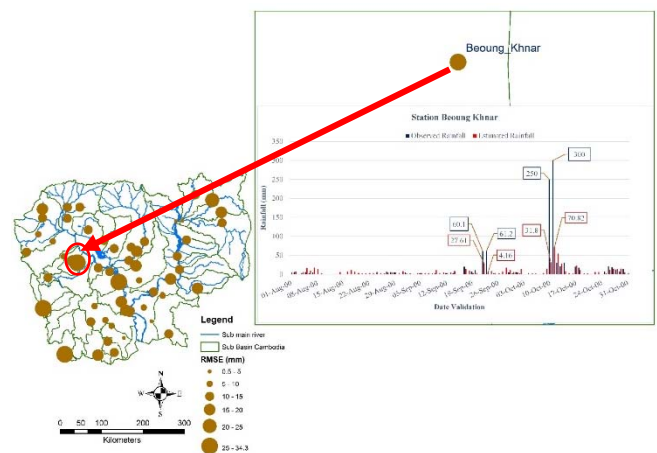 Beoung_Khnar
Station Beoung Khnar
Observed Rainfall Estimated Rainfall
350
300
250
200
150
100
50
0
Rainfall (mm)
300
250
60.1
61.2
27.61
4.16
31.8
70.82
01-Aug-00
08-Aug-00
15-Aug-00
22-Aug-00
29-Aug-00
05-Sep-00
12-Sep-00
19-Sep-00
26-Sep-00
03-Oct-00
10-Oct-00
17-Oct-00
24-Oct-00
31-Oct-00
Date Validation
Legend
Sub main river
Sub Basin Cambodia
RMSE (mm)
0.5 - 5
5 - 10
10 - 15
15 - 20
20 - 25
25 - 34.3
N
W
S
0 50 100 200 300
Kilometers